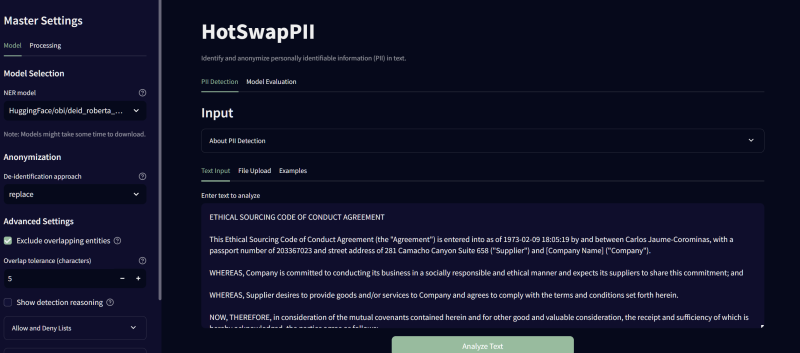 Master Settings
Model
Processing
Model Selection
NER model
HuggingFace/obi/deid_roberta_...
Note: Models might take some time to download.
Anonymization
De-identification approach
replace
Advanced Settings
Exclude overlapping entities
Overlap tolerance (characters)
5
Show detection reasoning
Allow and Deny Lists
HotSwapPII
Identify and anonymize personally identifiable information (PII) in text.
PII Detection
Model Evaluation
Input
About PII Detection
Text Input
File Upload
Examples
Enter text to analyze
ETHICAL SOURCING CODE OF CONDUCT AGREEMENT
This Ethical Sourcing Code of Conduct Agreement (the "Agreement") is entered into as of 1973-02-09 18:05:19 by and between Carlos Jaume-Corominas, with a
passport number of 203367023 and street address of 281 Camacho Canyon Suite 658 ("Supplier") and [Company Name] ("Company").
WHEREAS, Company is committed to conducting its business in a socially responsible and ethical manner and expects its suppliers to share this commitment; and
WHEREAS, Supplier desires to provide goods and/or services to Company and agrees to comply with the terms and conditions set forth herein.
NOW, THEREFORE, in consideration of the mutual covenants contained herein and for other good and valuable consideration, the receipt and sufficiency of which is
hereby acknowledged, the parties agree as follows:
Analyze Text